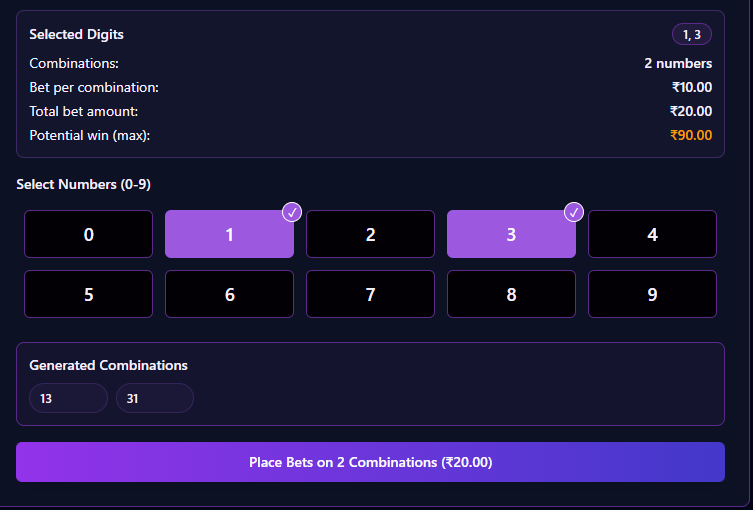 Selected Digits 1, 3
Combinations: 2 numbers
Bet per combination: ₹10.00
Total bet amount: ₹20.00
Potential win (max): ₹90.00
Select Numbers (0-9)
0 1 2 3 4
5 6 7 8 9
Generated Combinations
13 31
Place Bets on 2 Combinations (₹20.00)